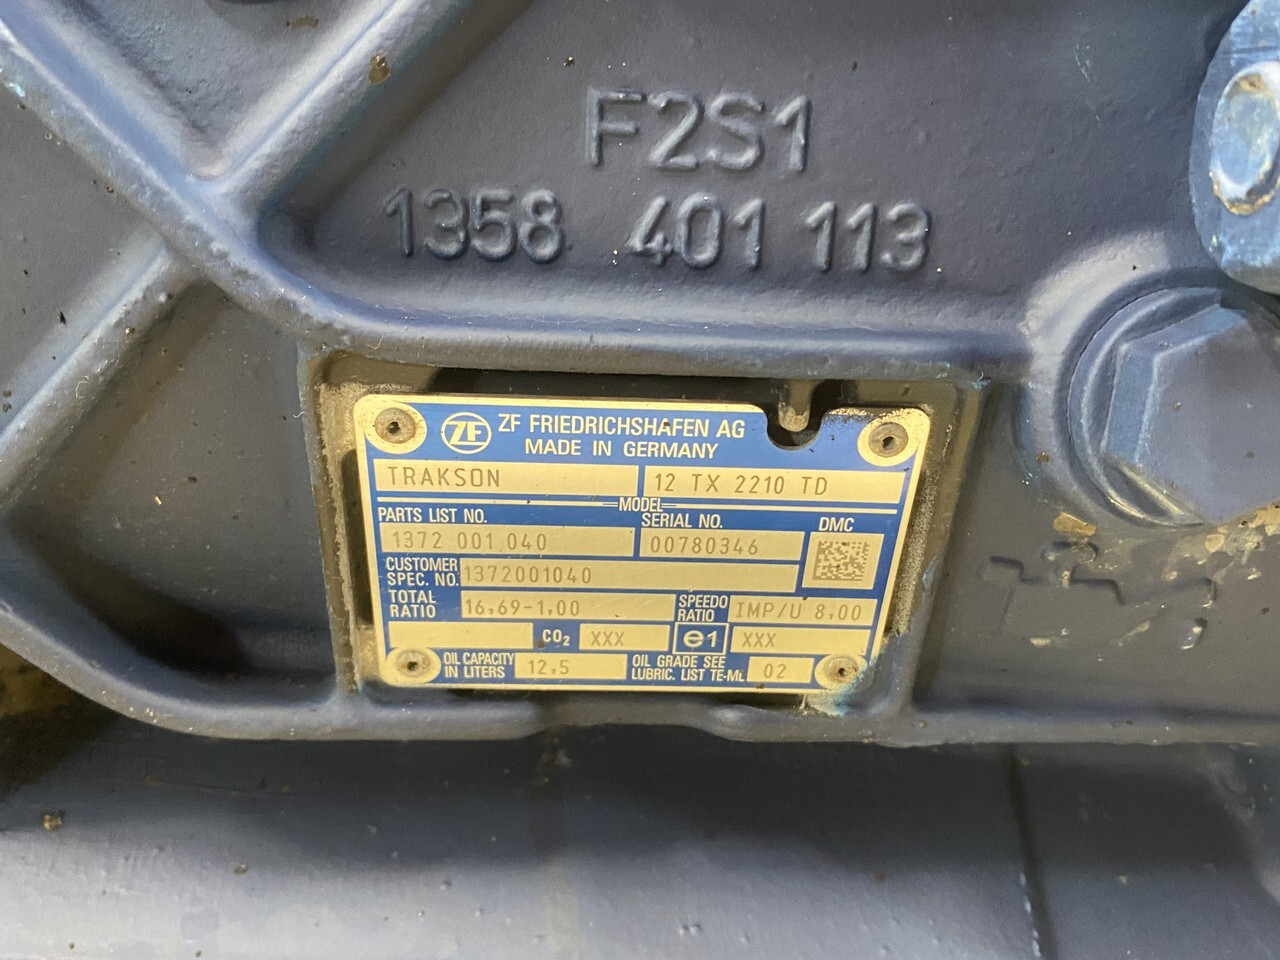 F2S1
1358 401 113
ZF ZF FRIEDRICHSHAFEN AG
MADE IN GERMANY
TRAKSON 12 TX 2210 TD
MODEL
PARTS LIST NO. SERIAL NO. DMC
1372 001 040 00780346
CUSTOMER SPEC. NO. 1372001040
TOTAL RATIO 16,69-1,00 SPEEDO RATIO IMP/U 8,00
CO2 XXX e1 XXX
OIL CAPACITY IN LITERS 12,5 OIL GRADE SEE LUBRIC. LIST TE-ML 02